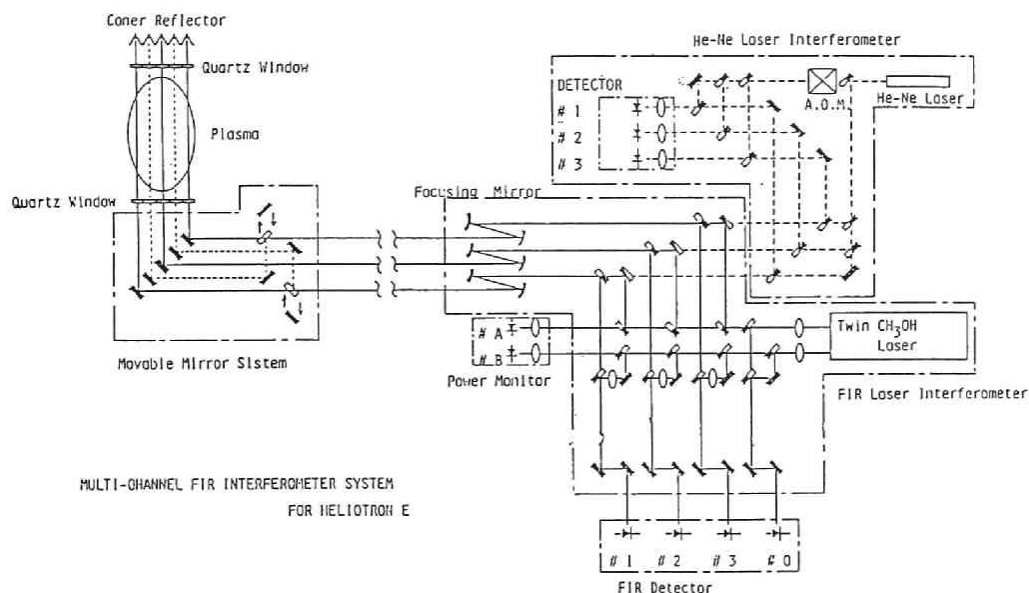 Coner Reflector
Quartz Window
Plasma
Quartz Window
Movable Mirror Sistem
He-Ne Laser Interferometer
DETECTOR
# 1
# 2
# 3
A.O.M.
He-Ne Laser
Focusing Mirror
# A
# B
Power Monitor
Twin CH3OH
Laser
FIR Laser Interferometer
MULTI-CHANNEL FIR INTERFEROMETER SYSTEM
FOR HELIOTRON E
# 1 # 2 # 3 # 0
FIR Detector